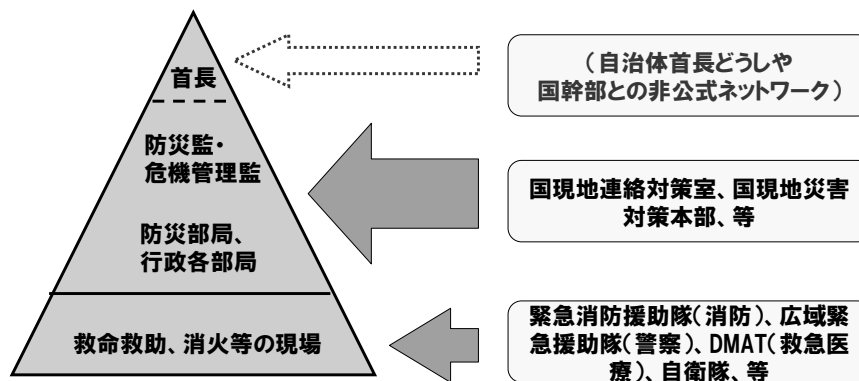 首長
防災監・
危機管理監
防災部局、
行政各部局
救命救助、消火等の現場
（自治体首長どうしや
国幹部との非公式ネットワーク）
国現地連絡対策室、国現地災害
対策本部、等
緊急消防援助隊（消防）、広域緊
急援助隊（警察）、DMAT（救急医
療）、自衛隊、等